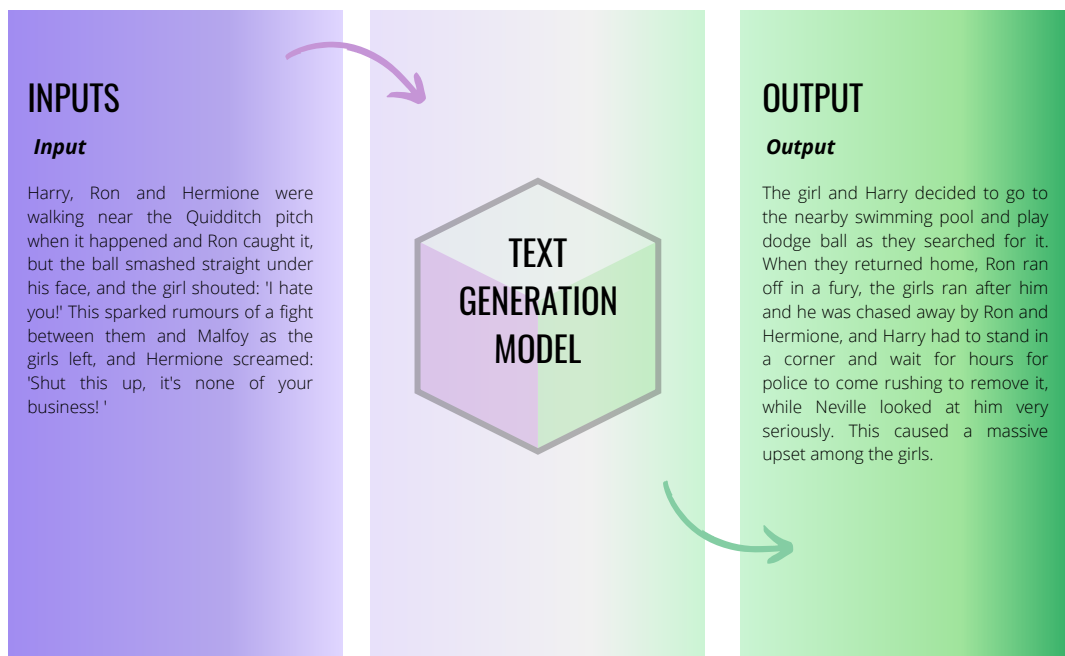 INPUTS
Input
Harry, Ron and Hermione were
walking near the Quidditch pitch
when it happened and Ron caught it,
but the ball smashed straight under
his face, and the girl shouted: 'I hate
you!' This sparked rumours of a fight
between them and Malfoy as the
girls left, and Hermione screamed:
'Shut this up, it's none of your
business! '
TEXT
GENERATION
MODEL
OUTPUT
Output
The girl and Harry decided to go to
the nearby swimming pool and play
dodge ball as they searched for it.
When they returned home, Ron ran
off in a fury, the girls ran after him
and he was chased away by Ron and
Hermione, and Harry had to stand in
a corner and wait for hours for
police to come rushing to remove it,
while Neville looked at him very
seriously. This caused a massive
upset among the girls.